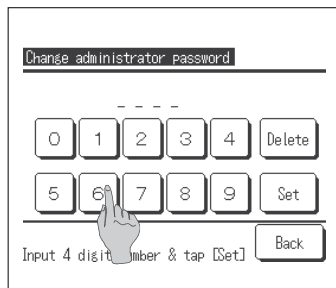 Change administrator password
_ _ _ _
0 1 2 3 4 Delete
5 6 7 8 9 Set
Back
Input 4 digit mber & tap [Set]